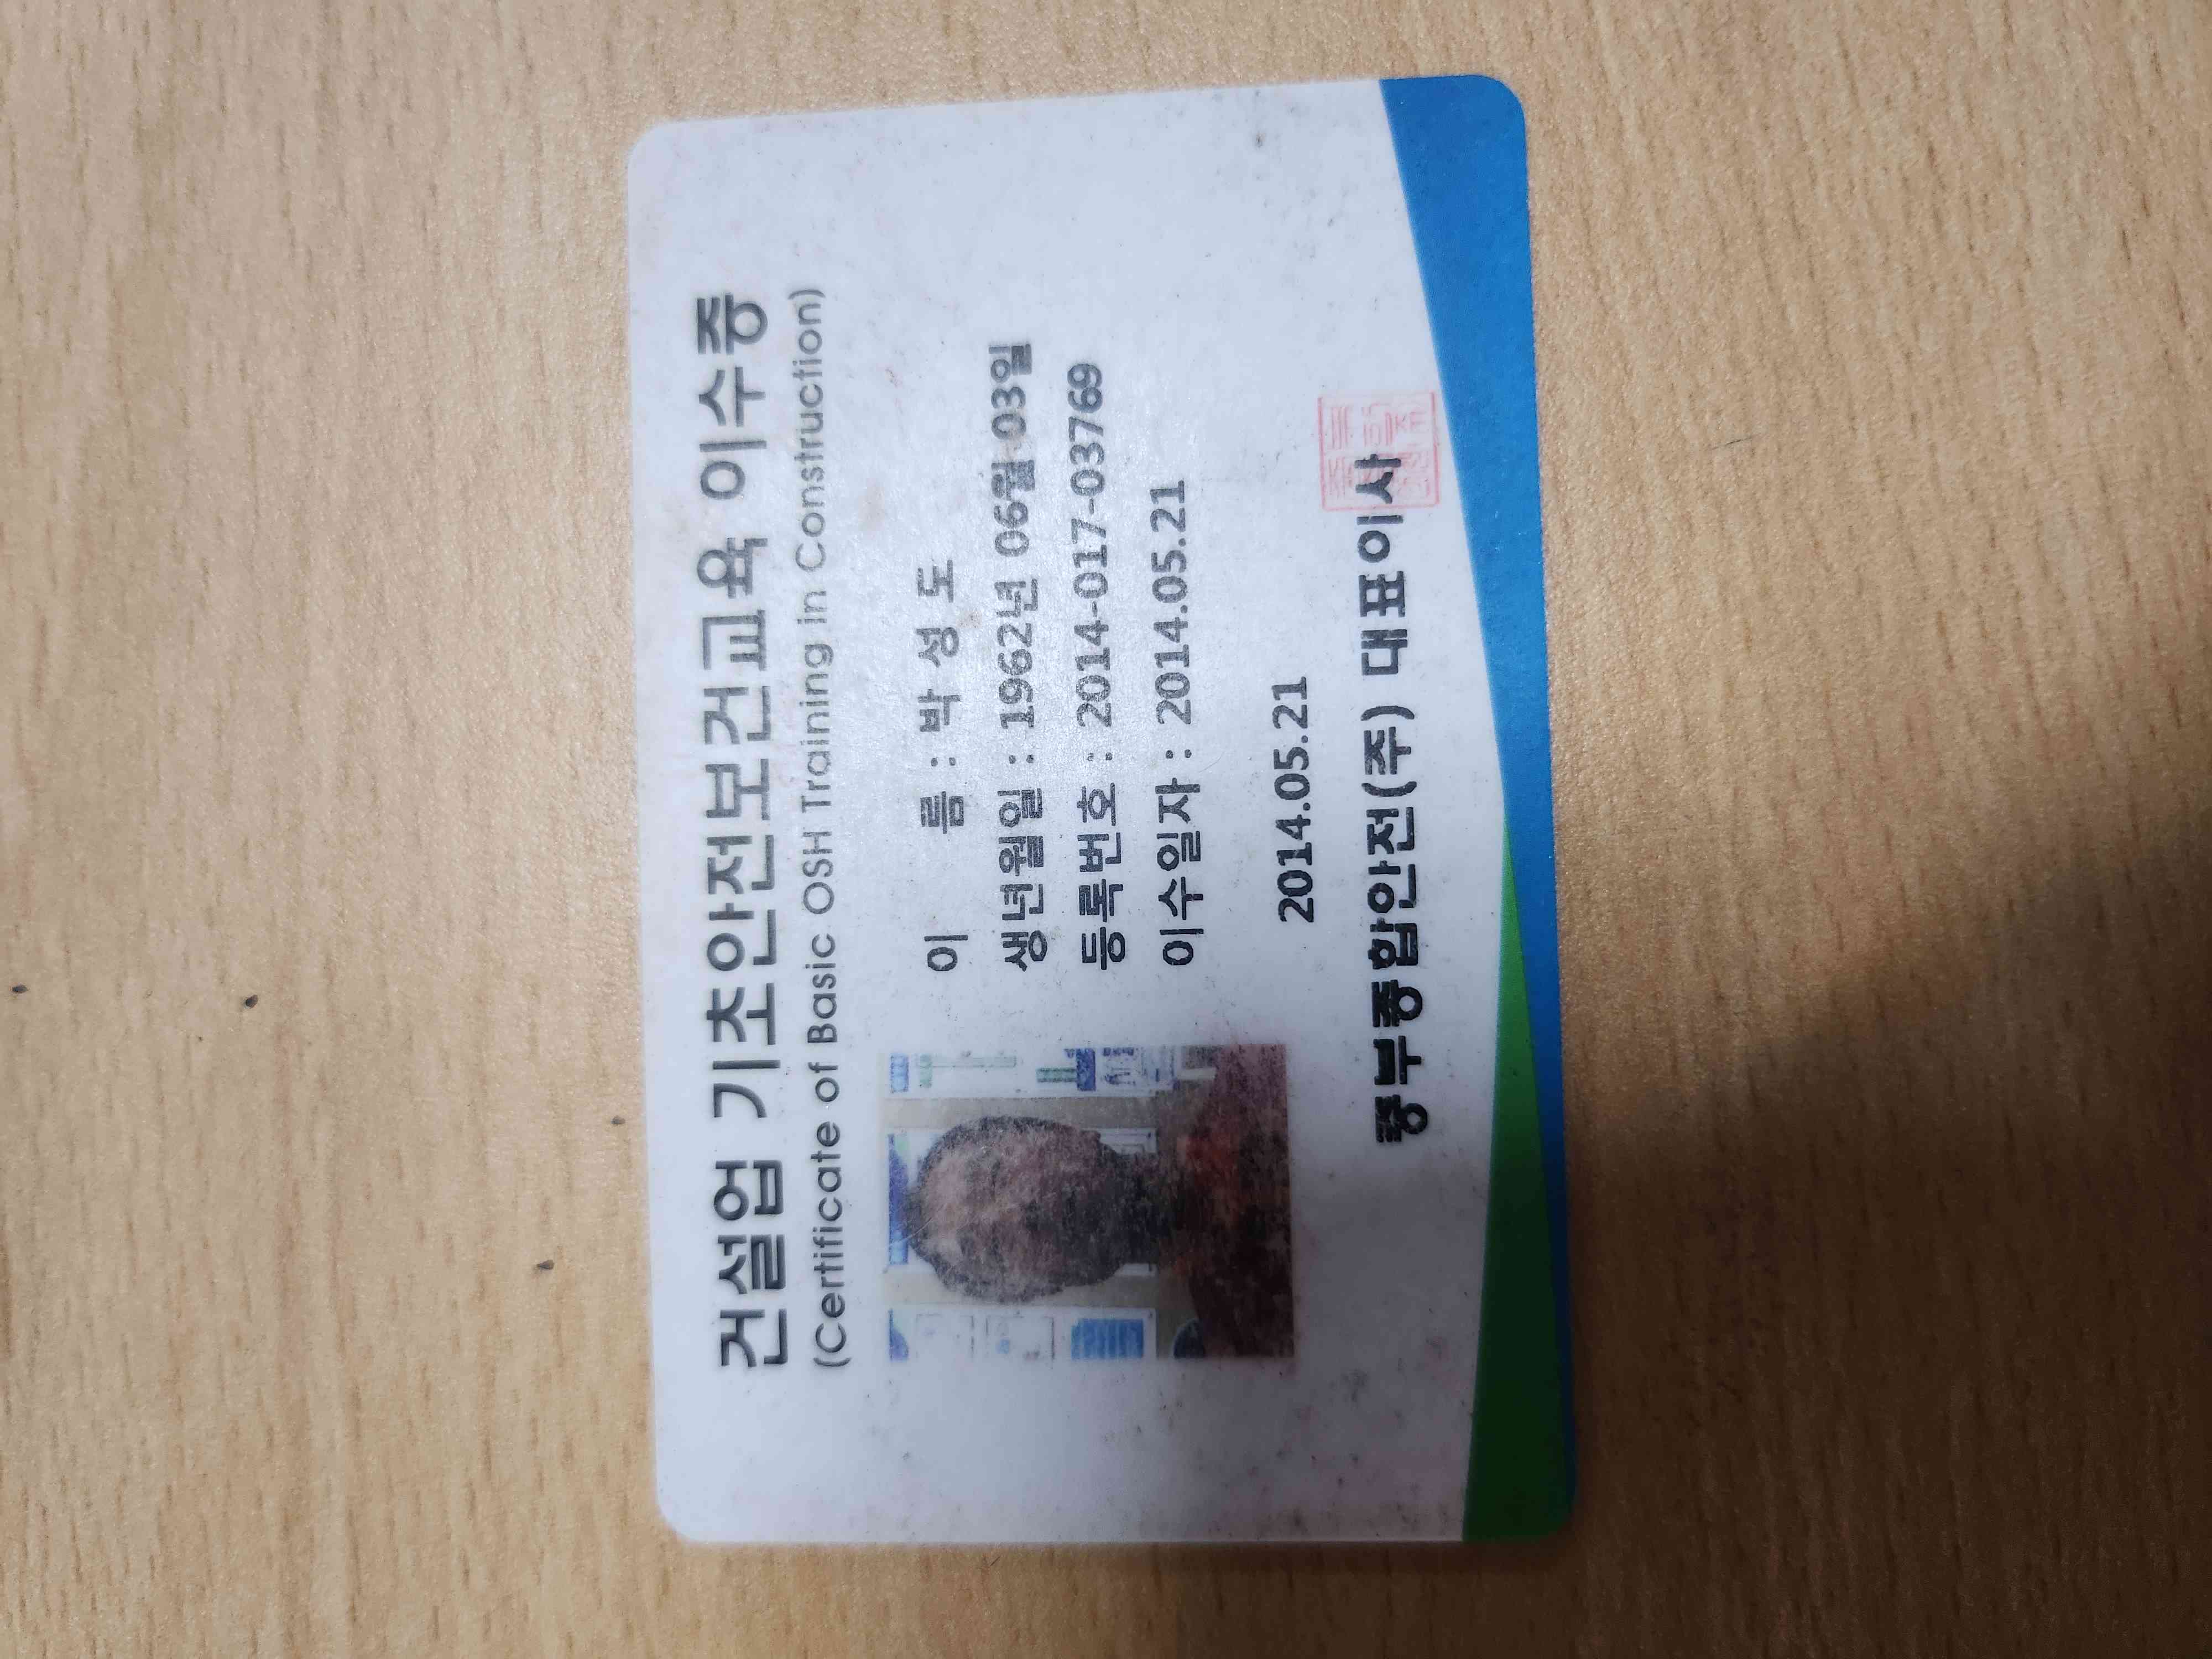 건설업 기초안전보건교육 이수증
(Certificate of Basic OSH Training in Construction)
이 름 : 박 성 도
생년월일 : 1962년 06월 03일
등록번호 : 2014-017-03769
이수일자 : 2014.05.21
2014.05.21
중부종합안전(주) 대표이사